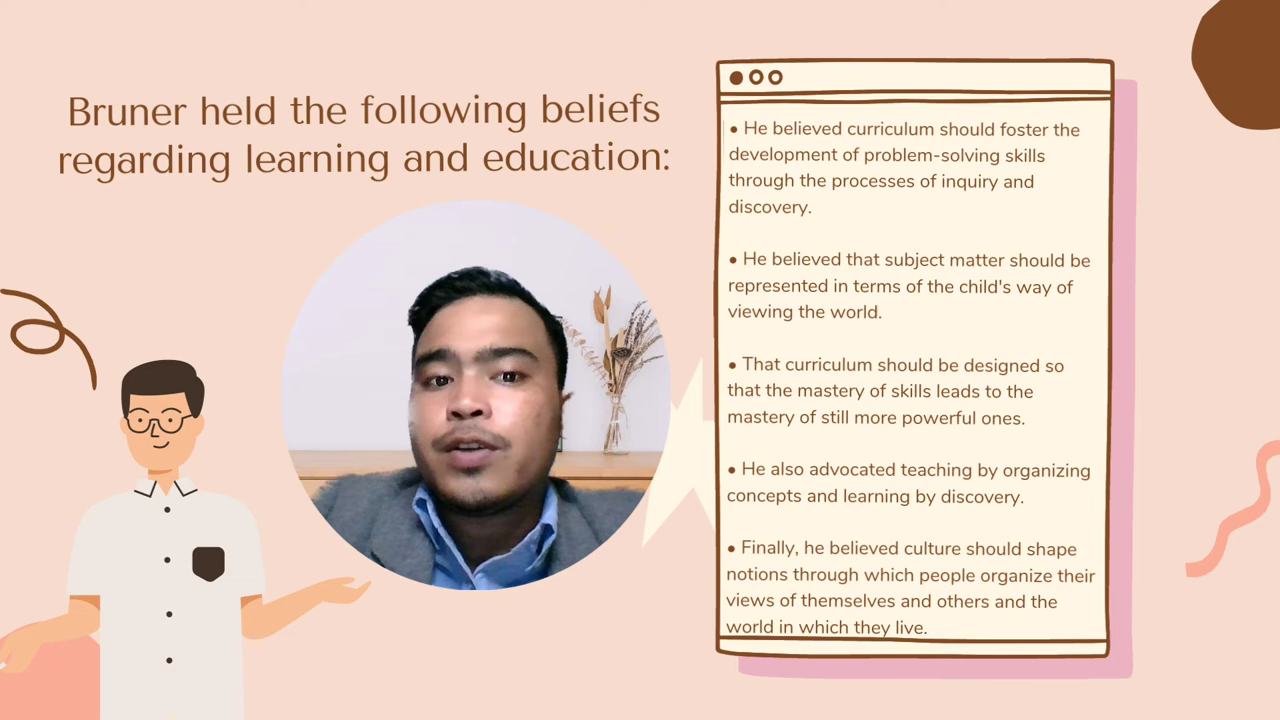 Bruner held the following beliefs
regarding learning and education:
• He believed curriculum should foster the
development of problem-solving skills
through the processes of inquiry and
discovery.
• He believed that subject matter should be
represented in terms of the child's way of
viewing the world.
• That curriculum should be designed so
that the mastery of skills leads to the
mastery of still more powerful ones.
• He also advocated teaching by organizing
concepts and learning by discovery.
• Finally, he believed culture should shape
notions through which people organize their
views of themselves and others and the
world in which they live.